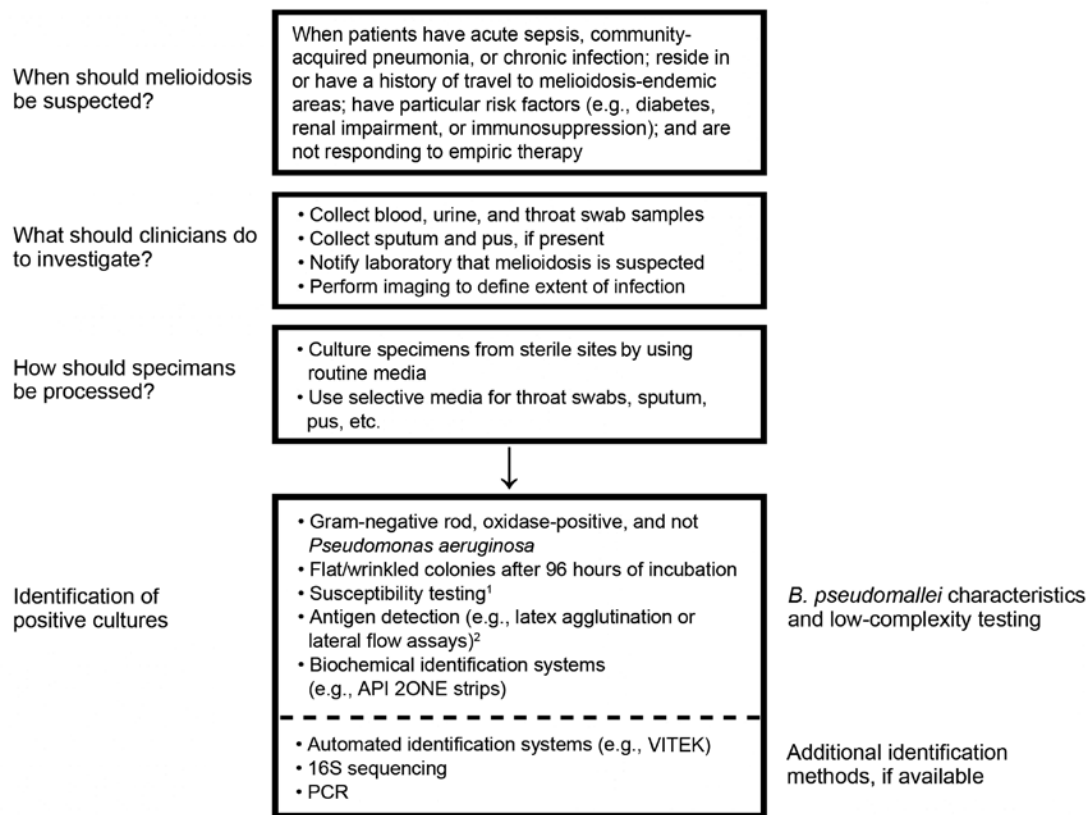 When should melioidosis
be suspected?
When patients have acute sepsis, community-
acquired pneumonia, or chronic infection; reside in
or have a history of travel to melioidosis-endemic
areas; have particular risk factors (e.g., diabetes,
renal impairment, or immunosuppression); and are
not responding to empiric therapy
What should clinicians do
to investigate?
• Collect blood, urine, and throat swab samples
• Collect sputum and pus, if present
• Notify laboratory that melioidosis is suspected
• Perform imaging to define extent of infection
How should specimans
be processed?
• Culture specimens from sterile sites by using
routine media
• Use selective media for throat swabs, sputum,
pus, etc.
Identification of
positive cultures
• Gram-negative rod, oxidase-positive, and not
Pseudomonas aeruginosa
• Flat/wrinkled colonies after 96 hours of incubation
• Susceptibility testing¹
• Antigen detection (e.g., latex agglutination or
lateral flow assays)²
• Biochemical identification systems
(e.g., API 2ONE strips)
B. pseudomallei characteristics
and low-complexity testing
• Automated identification systems (e.g., VITEK)
• 16S sequencing
• PCR
Additional identification
methods, if available